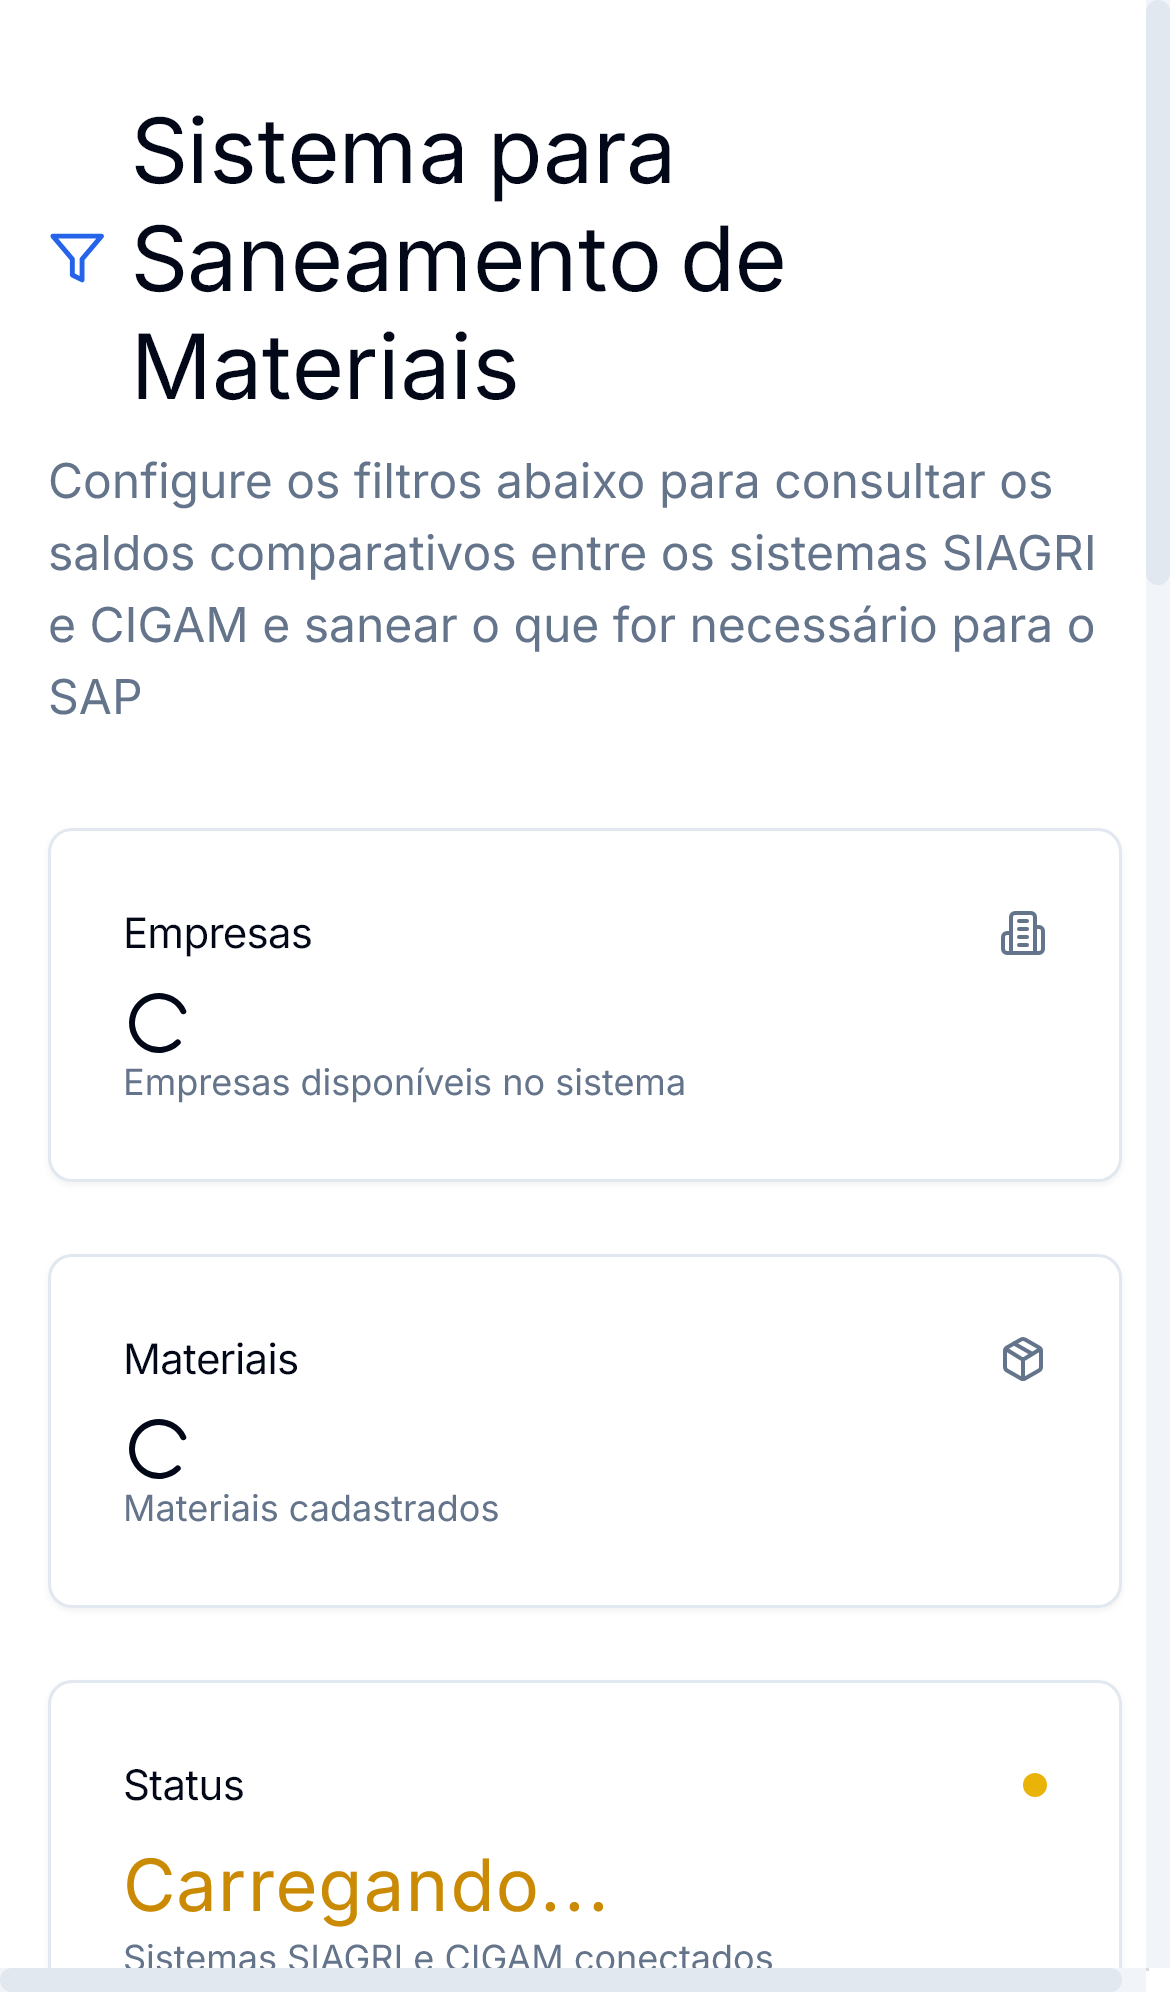 Sistema para
Saneamento de
Materiais
Configure os filtros abaixo para consultar os
saldos comparativos entre os sistemas SIAGRI
e CIGAM e sanear o que for necessário para o
SAP
Empresas
Empresas disponíveis no sistema
Materiais
Materiais cadastrados
Status
Carregando...
Sistemas SIAGRI e CIGAM conectados